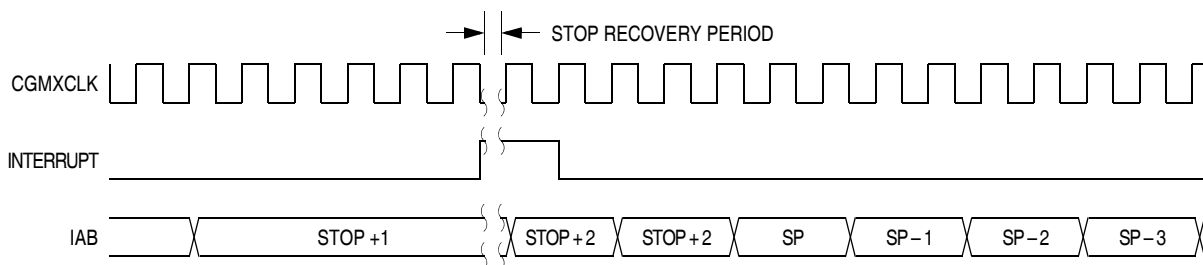 STOP RECOVERY PERIOD
CGMXCLK
INTERRUPT
IAB
STOP +1
STOP + 2
STOP + 2
SP
SP – 1
SP – 2
SP – 3